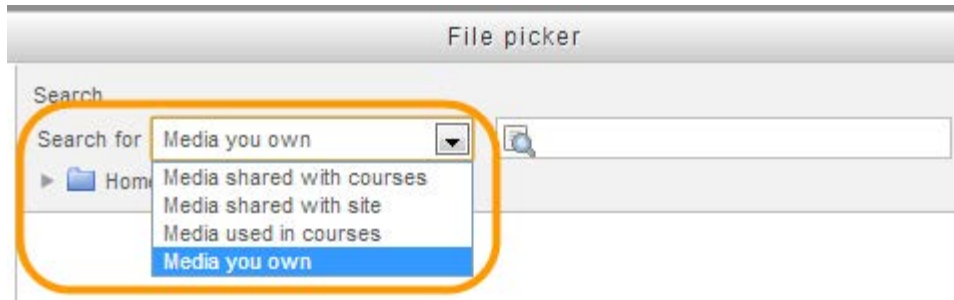 File picker
Search
Search for Media you own
Home
Media shared with courses
Media shared with site
Media used in courses
Media you own